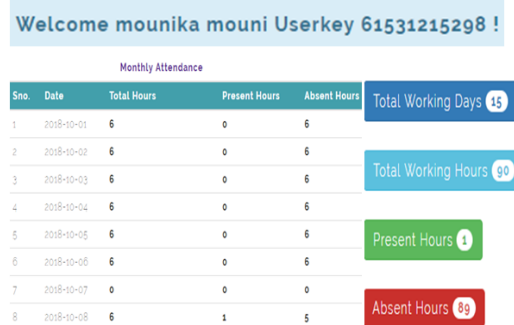 Welcome mounika mouni Userkey 61531215298 !
Monthly Attendance
Sno. Date Total Hours Present Hours Absent Hours
1 2018-10-01 6 0 6
2 2018-10-02 6 0 6
3 2018-10-03 6 0 6
4 2018-10-04 6 0 6
5 2018-10-05 6 0 6
6 2018-10-06 6 0 6
7 2018-10-07 0 0 0
8 2018-10-08 6 1 5
Total Working Days 15
Total Working Hours 90
Present Hours 1
Absent Hours 89